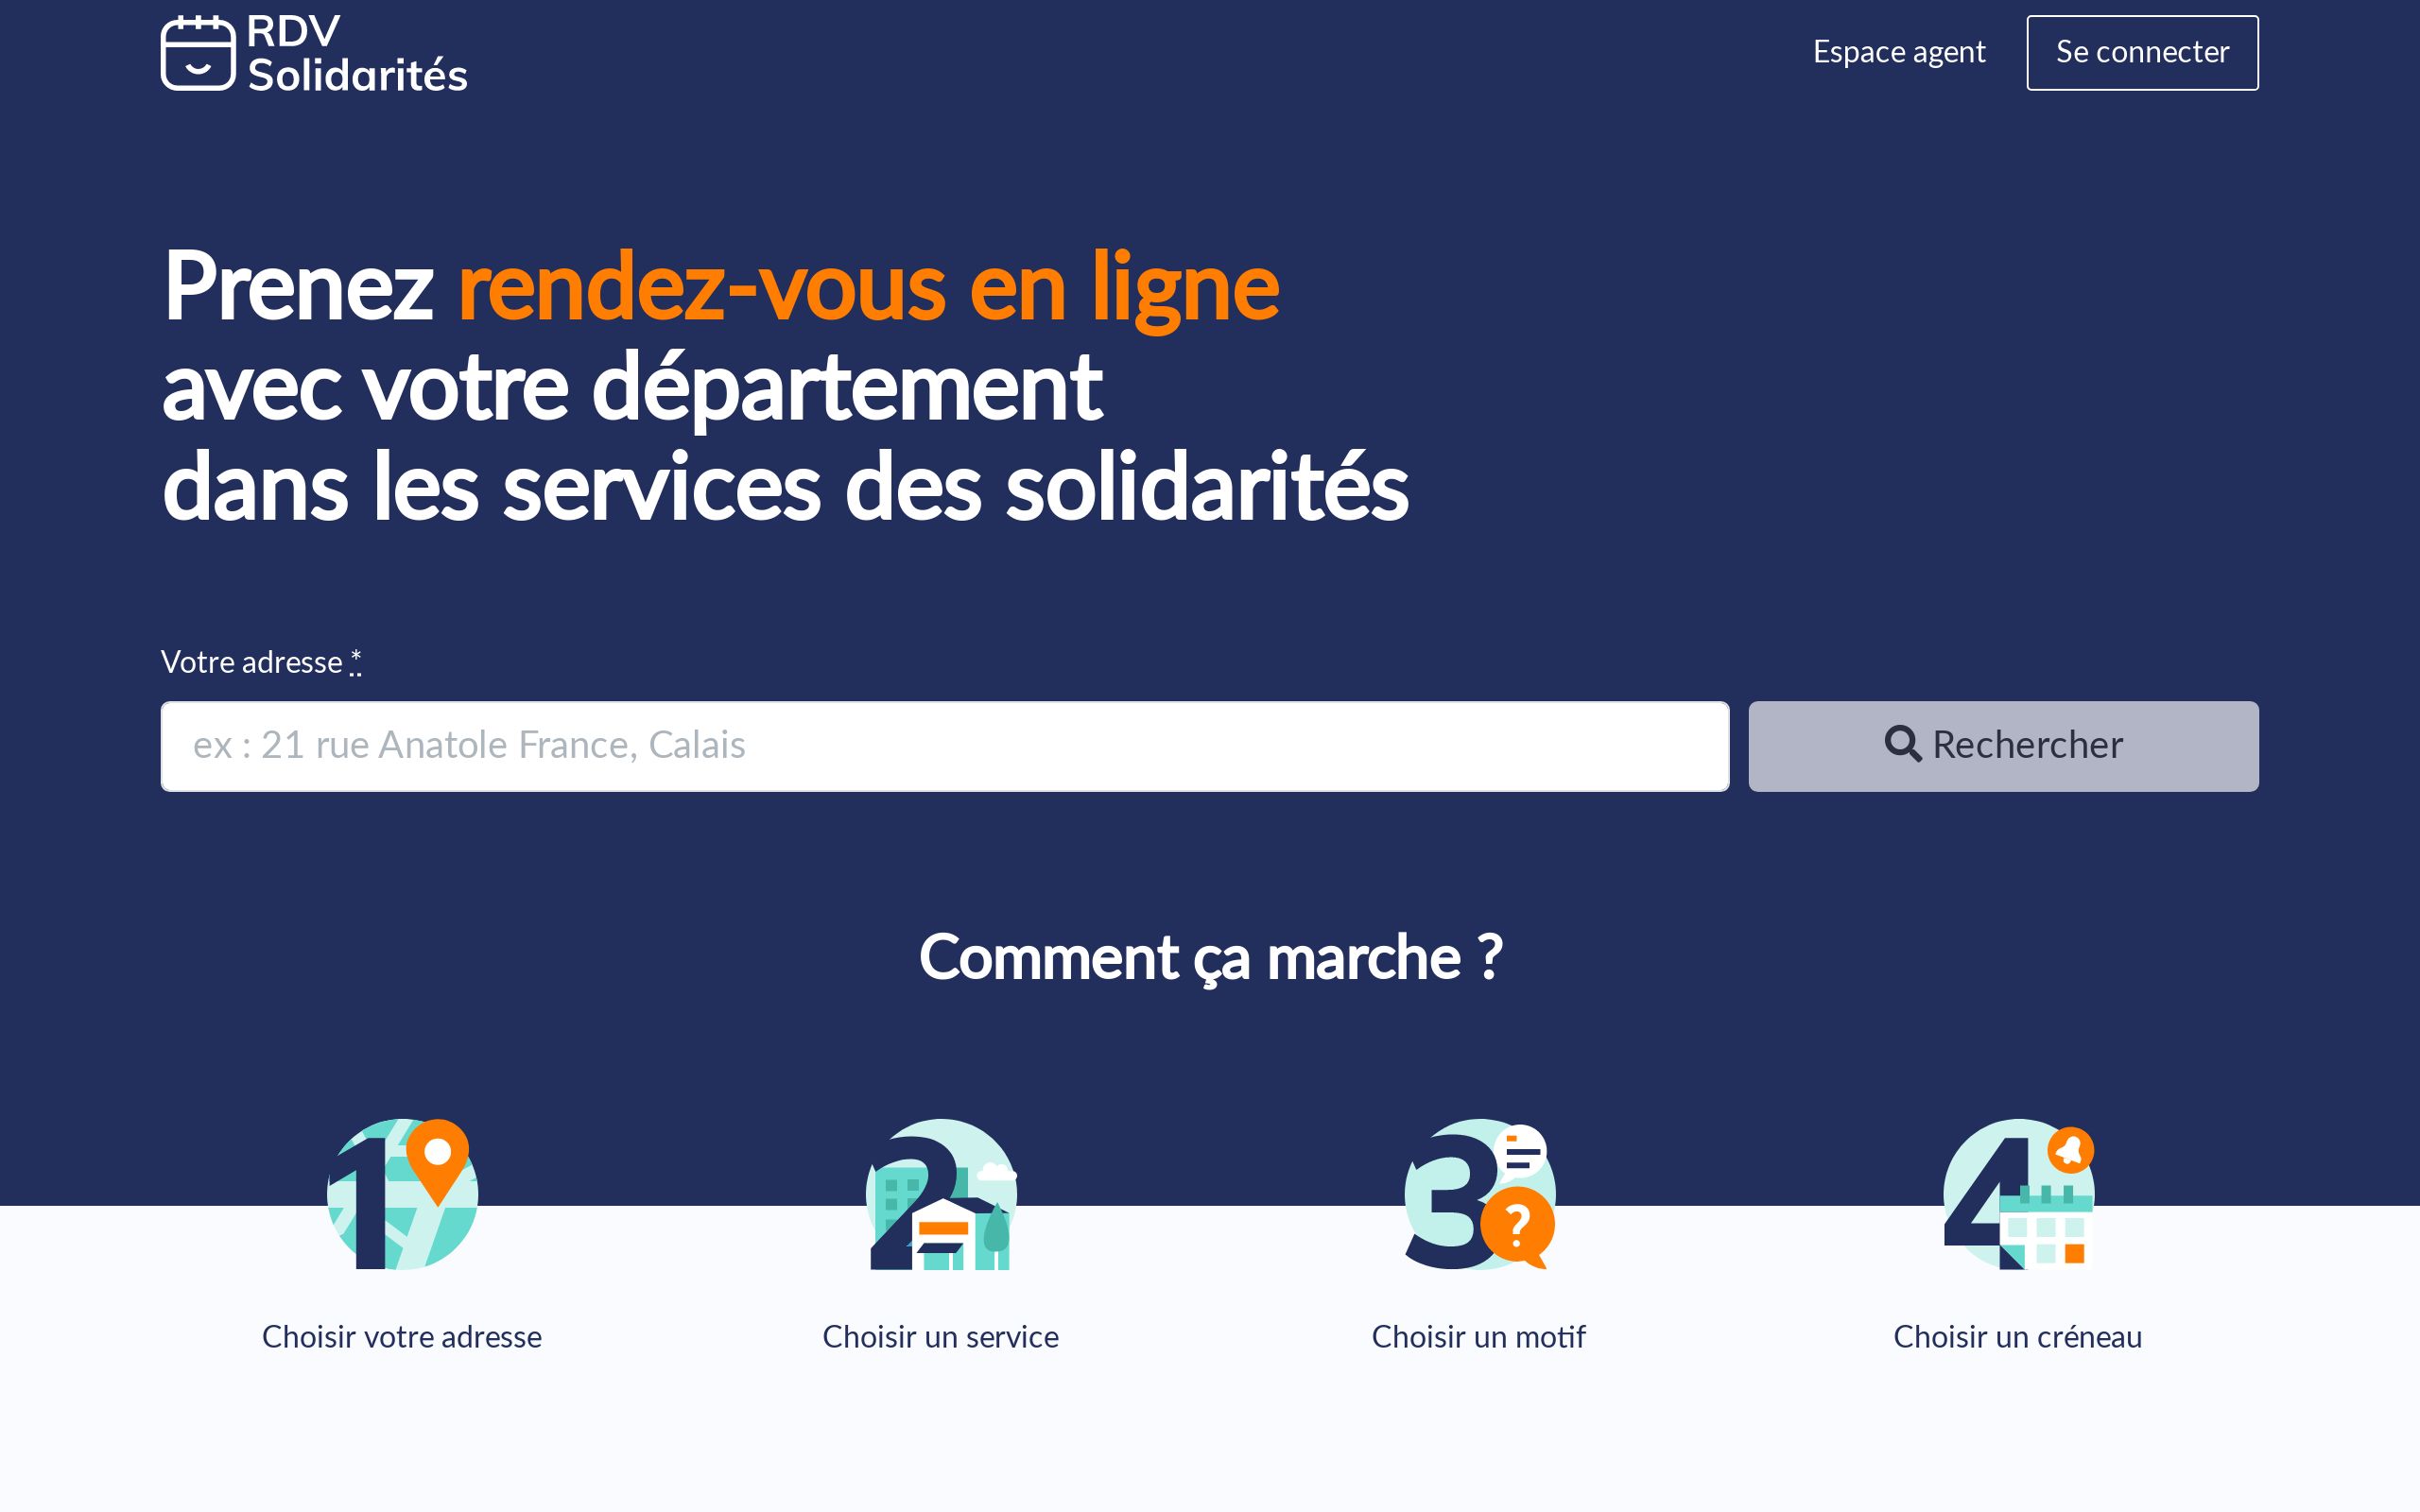 RDV
Solidarités
Espace agent
Se connecter
Prenez rendez-vous en ligne
avec votre département
dans les services des solidarités
Votre adresse *
ex : 21 rue Anatole France, Calais
Rechercher
Comment ça marche ?
1
2
3
?
4
Choisir votre adresse
Choisir un service
Choisir un motif
Choisir un créneau